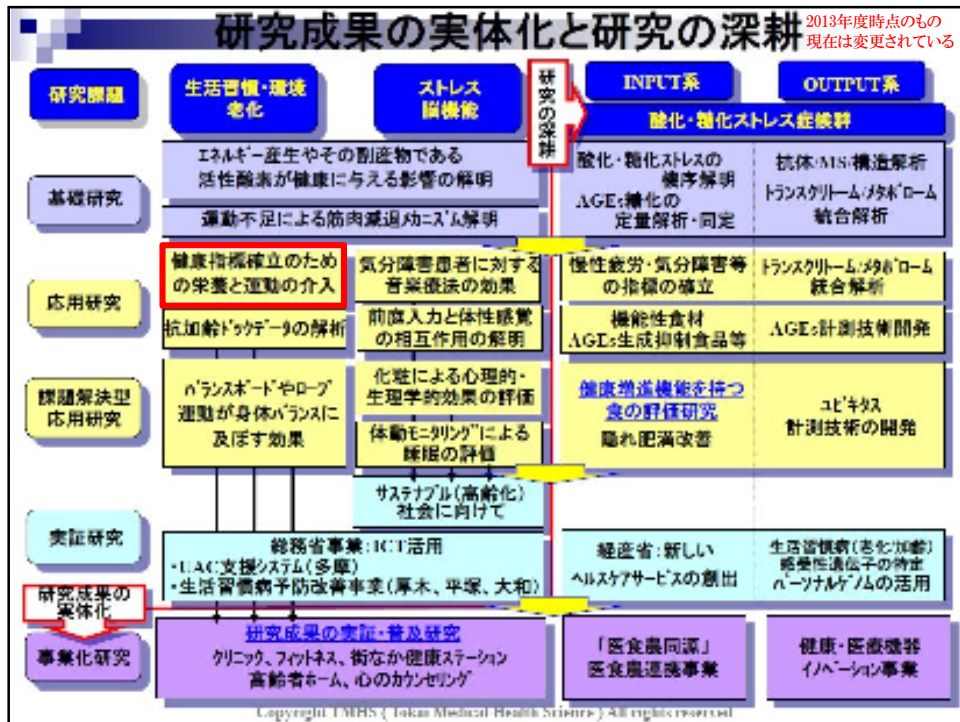 研究成果の実体化と研究の深耕
2013年度時点のもの
現在は変更されている
研究課題
生活習慣・環境
老化
ストレス
脳機能
研究の深耕
INPUT系
OUTPUT系
酸化・糖化ストレス症候群
基礎研究
エネルギー産生やその副産物である
活性酸素が健康に与える影響の解明
運動不足による筋肉減退メカニズム解明
酸化・糖化ストレスの
機序解明
AGEs糖化の
定量解析・同定
抗体/MS/構造解析
トランスクリトーム/メタボローム
統合解析
応用研究
健康指標確立のため
の栄養と運動の介入
気分障害患者に対する
音楽療法の効果
慢性疲労・気分障害等
の指標の確立
トランスクリトーム/メタボローム
統合解析
抗加齢ドックデータの解析
前庭入力と体性感覚
の相互作用の解明
機能性食材
AGEs生成抑制食品等
AGEs計測技術開発
課題解決型
応用研究
バランスボードやロープ
運動が身体バランスに
及ぼす効果
化粧による心理的・
生理学的効果の評価
体動モニタリングによる
睡眠の評価
健康増進機能を持つ
食の評価研究
隠れ肥満改善
ユビキタス
計測技術の開発
サステナブル(高齢化)
社会に向けて
実証研究
総務省事業:ICT活用
・UAC支援システム(多摩)
・生活習慣病予防改善事業(厚木、平塚、大和)
経産省:新しい
ヘルスケアサービスの創出
生活習慣病(老化/加齢)
感受性遺伝子の特定
パーソナルゲノムの活用
研究成果の
実体化
事業化研究
研究成果の実証・普及研究
クリニック、フィットネス、街なか健康ステーション
高齢者ホーム、心のカウンセリング
「医食農同源」
医食農連携事業
健康・医療機器
イノベーション事業
Copyright TMHS ( Tokai Medical Health Science ) All rights reserved